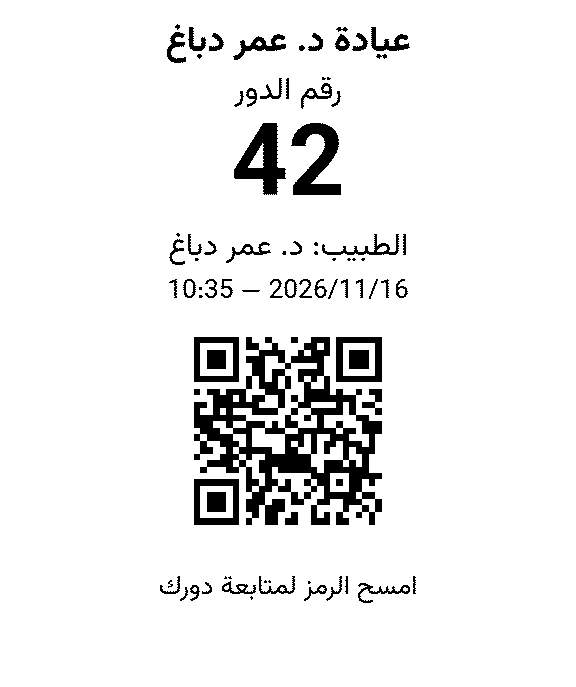 عيادة د. عمر دباغ
رقم الدور
42
الطبيب: د. عمر دباغ
2026/11/16 — 10:35
امسح الرمز لمتابعة دورك